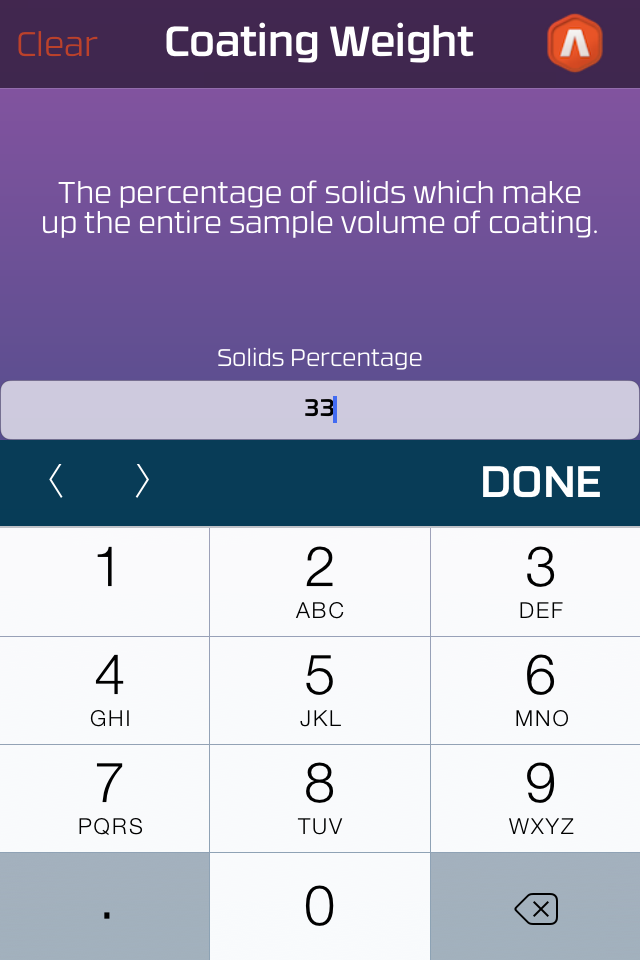 Clear
Coating Weight
The percentage of solids which make
up the entire sample volume of coating.
Solids Percentage
33
DONE
1
2
ABC
3
DEF
4
GHI
5
JKL
6
MNO
7
PQRS
8
TUV
9
WXYZ
.
0